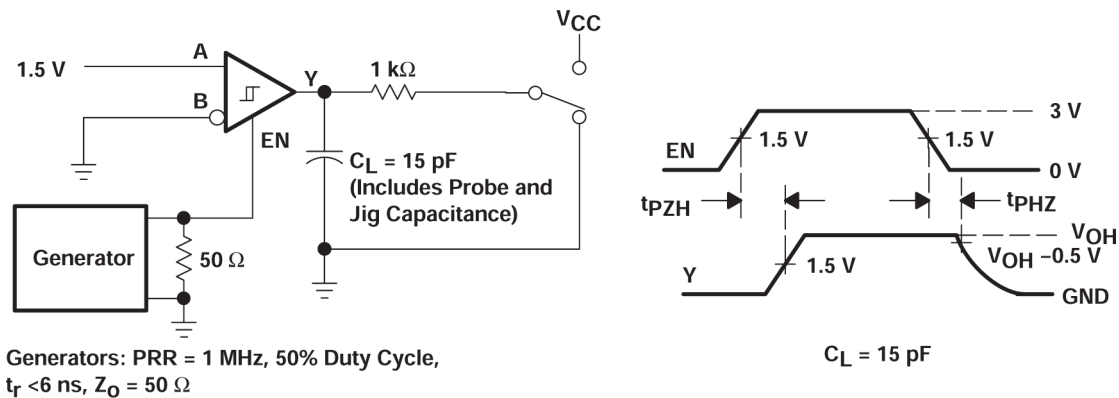 VCC
1.5 V
A
B
Y
1 kΩ
EN
CL = 15 pF
(Includes Probe and
Jig Capacitance)
Generator
50 Ω
Generators: PRR = 1 MHz, 50% Duty Cycle,
tr <6 ns, ZO = 50 Ω
EN
1.5 V
1.5 V
3 V
0 V
tPZH
tPHZ
VOH
VOH –0.5 V
Y
1.5 V
GND
CL = 15 pF